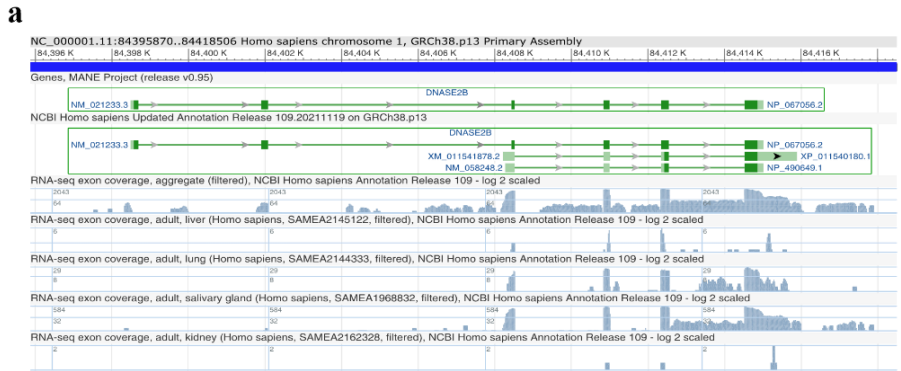 a
NC_000001.11:84395870..84418506 Homo sapiens chromosome 1, GRCh38.p13 Primary Assembly
84,396 K 84,398 K 84,400 K 84,402 K 84,404 K 84,406 K 84,408 K 84,410 K 84,412 K 84,414 K 84,416 K
Genes, MANE Project (release v0.95)
DNASE2B
NM_021233.3 NP_067056.2
NCBI Homo sapiens Updated Annotation Release 109.20211119 on GRCh38.p13
DNASE2B
NM_021233.3 NP_067056.2
XM_011541878.2 XP_011540180.1
NM_058248.2 NP_490649.1
RNA-seq exon coverage, aggregate (filtered), NCBI Homo sapiens Annotation Release 109 - log 2 scaled
2043 2043 2043 2043
64 64 64 64
RNA-seq exon coverage, adult, liver (Homo sapiens, SAMEA2145122, filtered), NCBI Homo sapiens Annotation Release 109 - log 2 scaled
6 6 6 6
RNA-seq exon coverage, adult, lung (Homo sapiens, SAMEA2144333, filtered), NCBI Homo sapiens Annotation Release 109 - log 2 scaled
29 29 29 29
8 8 8 8
RNA-seq exon coverage, adult, salivary gland (Homo sapiens, SAMEA1968832, filtered), NCBI Homo sapiens Annotation Release 109 - log 2 scaled
584 584 584 584
32 32 32 32
RNA-seq exon coverage, adult, kidney (Homo sapiens, SAMEA2162328, filtered), NCBI Homo sapiens Annotation Release 109 - log 2 scaled
2 2 2 2